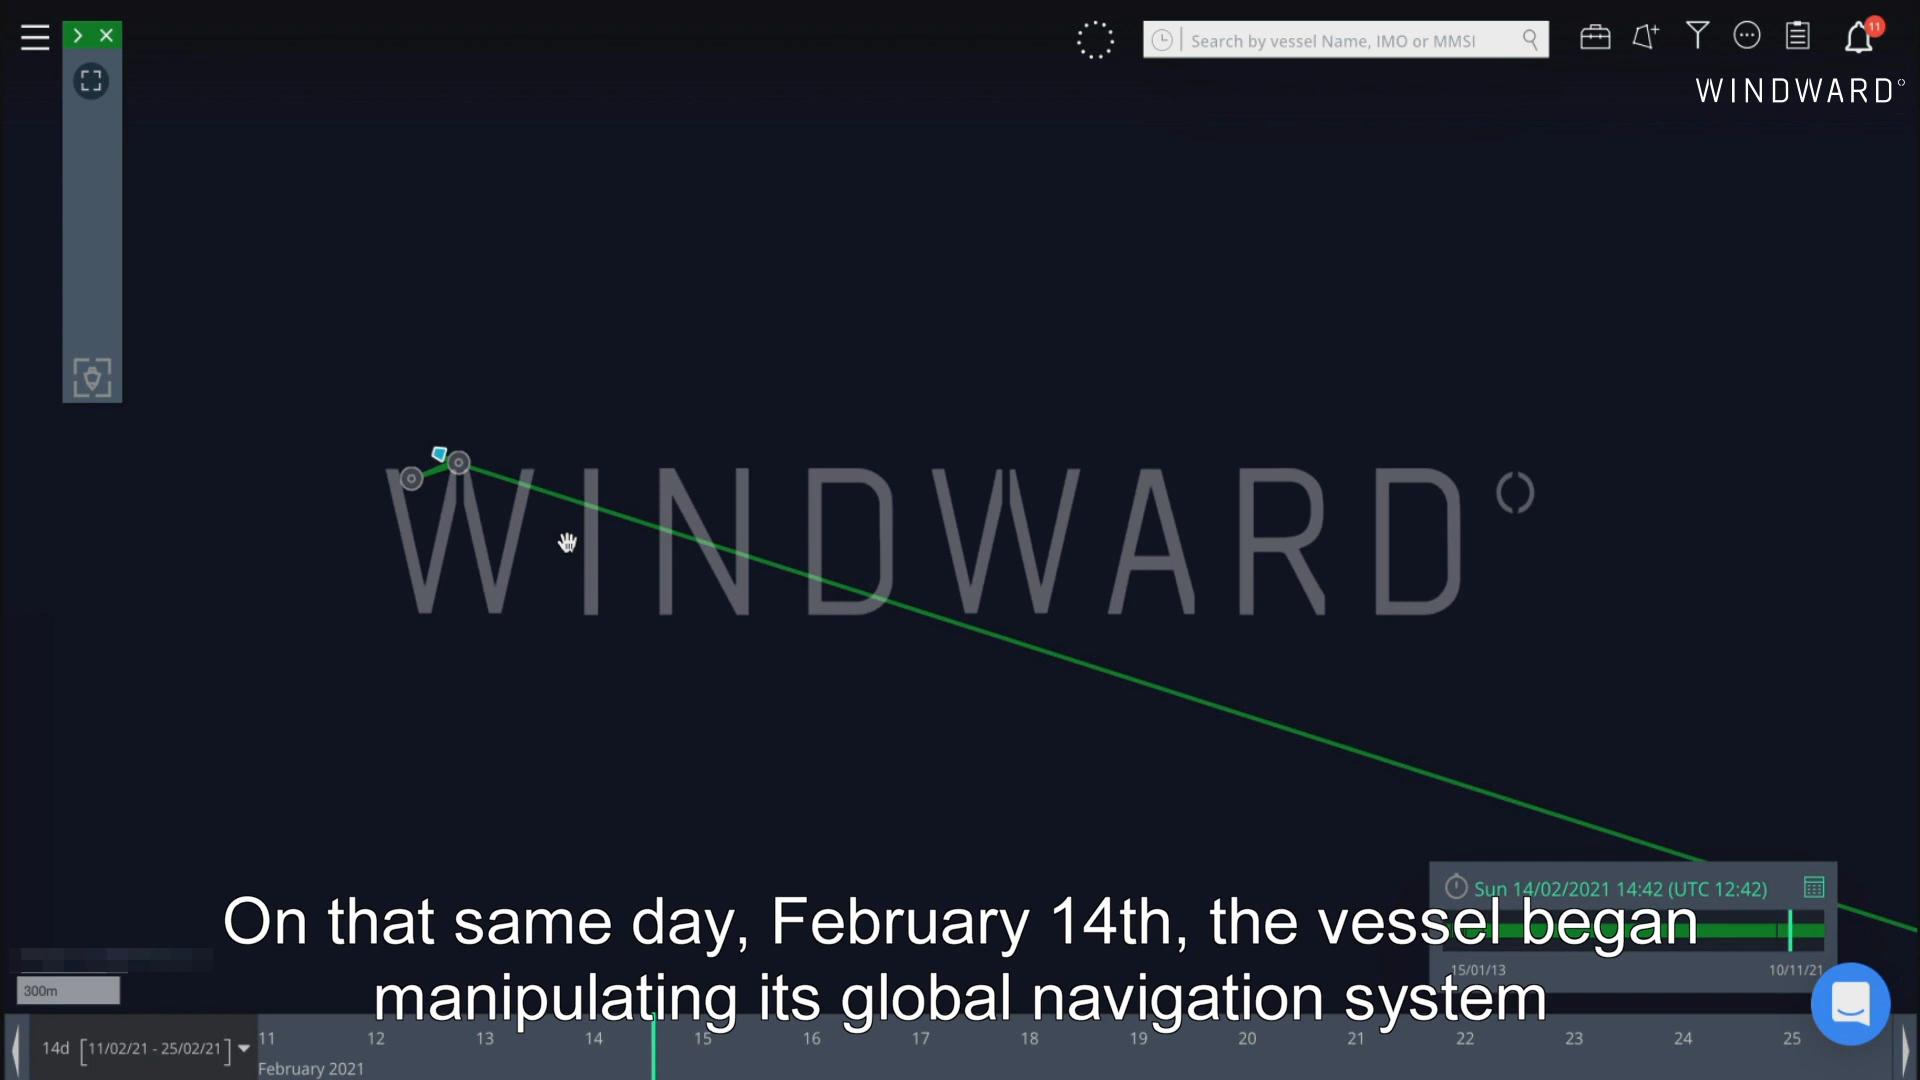 Search by vessel Name, IMO or MMSI
11
WINDWARD
WINDWARD
Sun 14/02/2021 14:42 (UTC 12:42)
On that same day, February 14th, the vessel began
15/01/13 10/11/21
manipulating its global navigation system
300m
14d [11/02/21 - 25/02/21] 11 12 13 14 15 16 17 18 19 20 21 22 23 24 25
February 2021